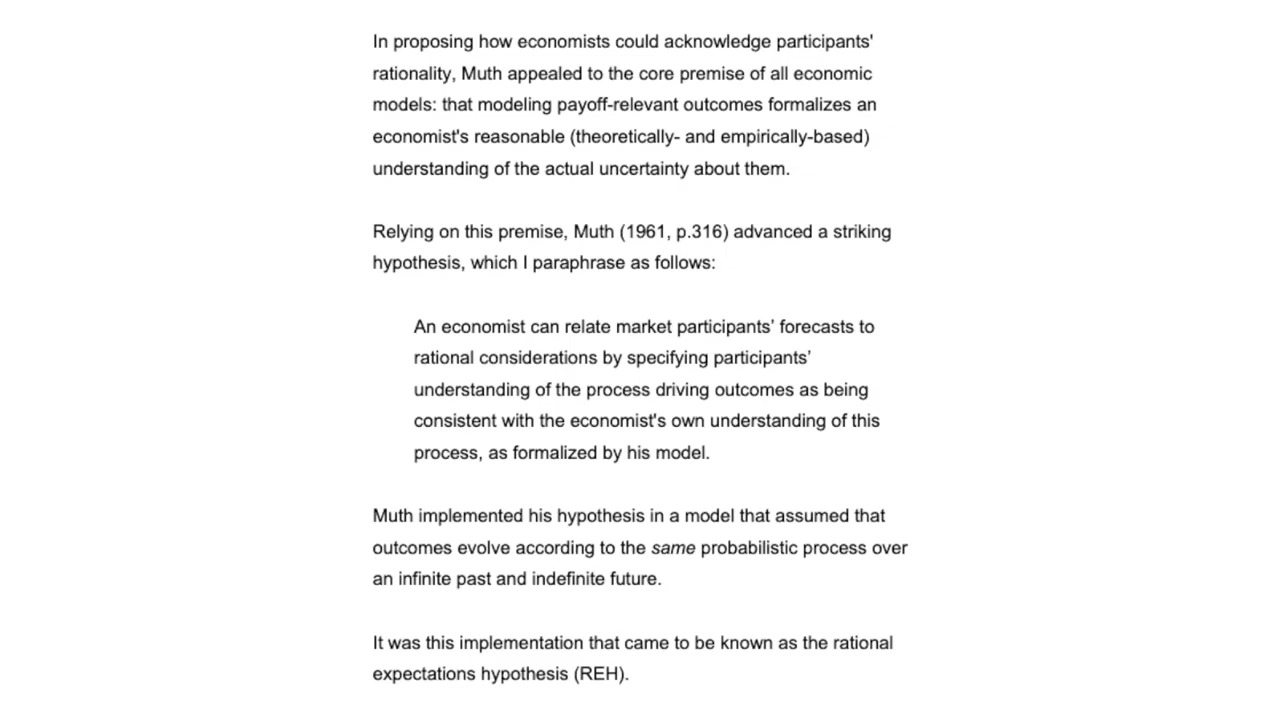 In proposing how economists could acknowledge participants'
rationality, Muth appealed to the core premise of all economic
models: that modeling payoff-relevant outcomes formalizes an
economist's reasonable (theoretically- and empirically-based)
understanding of the actual uncertainty about them.
Relying on this premise, Muth (1961, p.316) advanced a striking
hypothesis, which I paraphrase as follows:
An economist can relate market participants’ forecasts to
rational considerations by specifying participants’
understanding of the process driving outcomes as being
consistent with the economist's own understanding of this
process, as formalized by his model.
Muth implemented his hypothesis in a model that assumed that
outcomes evolve according to the same probabilistic process over
an infinite past and indefinite future.
It was this implementation that came to be known as the rational
expectations hypothesis (REH).